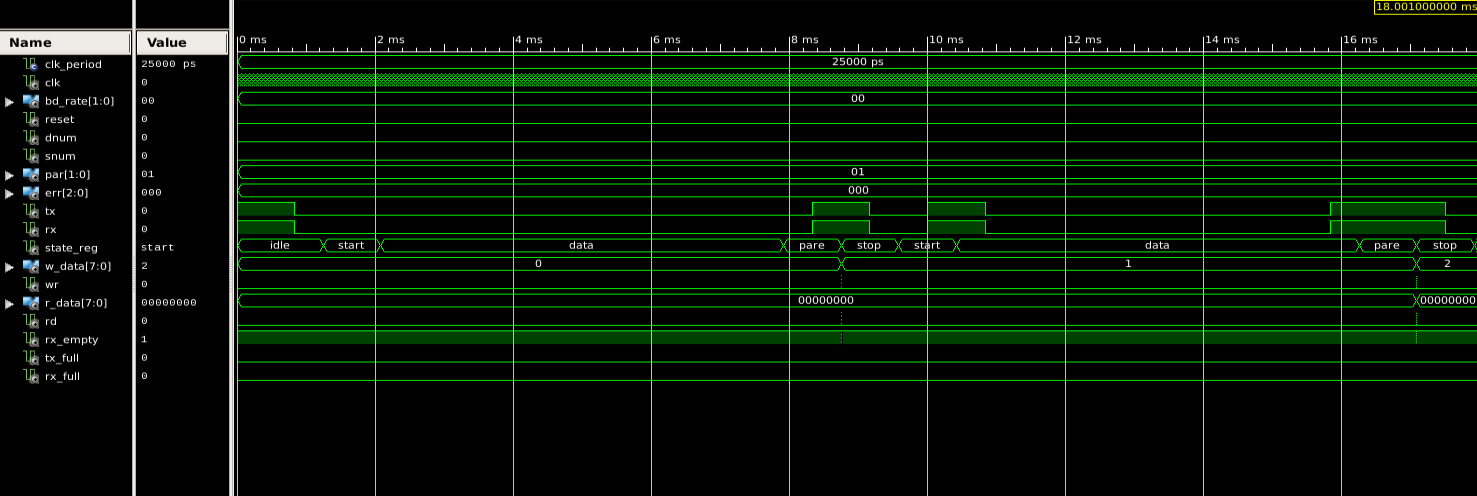 18.001000000 ms
Name Value 0 ms 2 ms 4 ms 6 ms 8 ms 10 ms 12 ms 14 ms 16 ms
clk_period 25000 ps 25000 ps
clk 0
bd_rate[1:0] 00 00
reset 0
dnum 0
snum 0
par[1:0] 01 01
err[2:0] 000 000
tx 0
rx 0
state_reg start idle start data pare stop start data pare stop
w_data[7:0] 2 0 1 2
wr 0
r_data[7:0] 00000000 00000000 00000000
rd 0
rx_empty 1
tx_full 0
rx_full 0